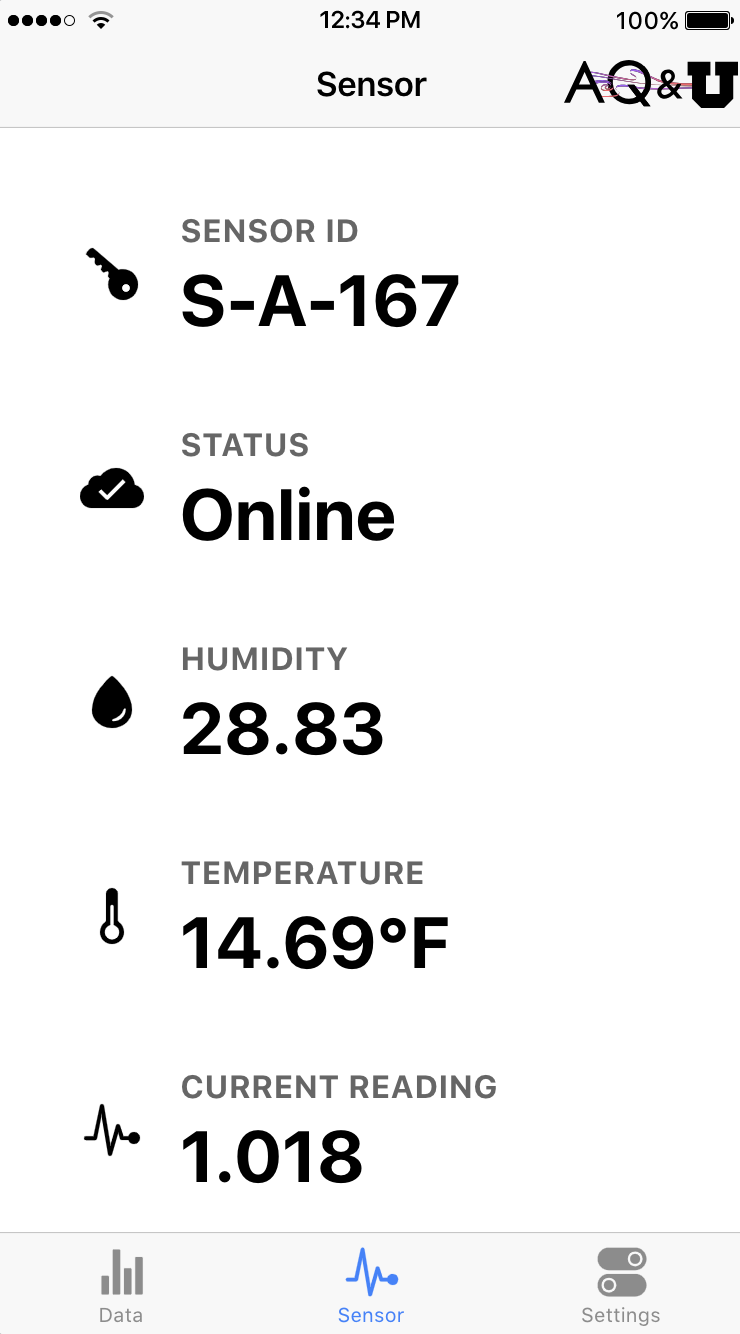 12:34 PM
100%
Sensor
AQ&U
SENSOR ID
S-A-167
STATUS
Online
HUMIDITY
28.83
TEMPERATURE
14.69°F
CURRENT READING
1.018
Data
Sensor
Settings